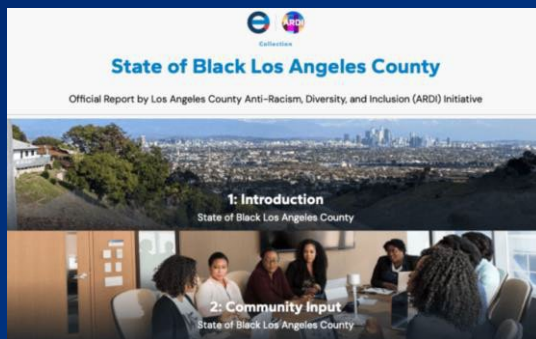 ARDI
Collection
State of Black Los Angeles County
Official Report by Los Angeles County Anti-Racism, Diversity, and Inclusion (ARDI) Initiative
1: Introduction
State of Black Los Angeles County
2: Community Input
State of Black Los Angeles County